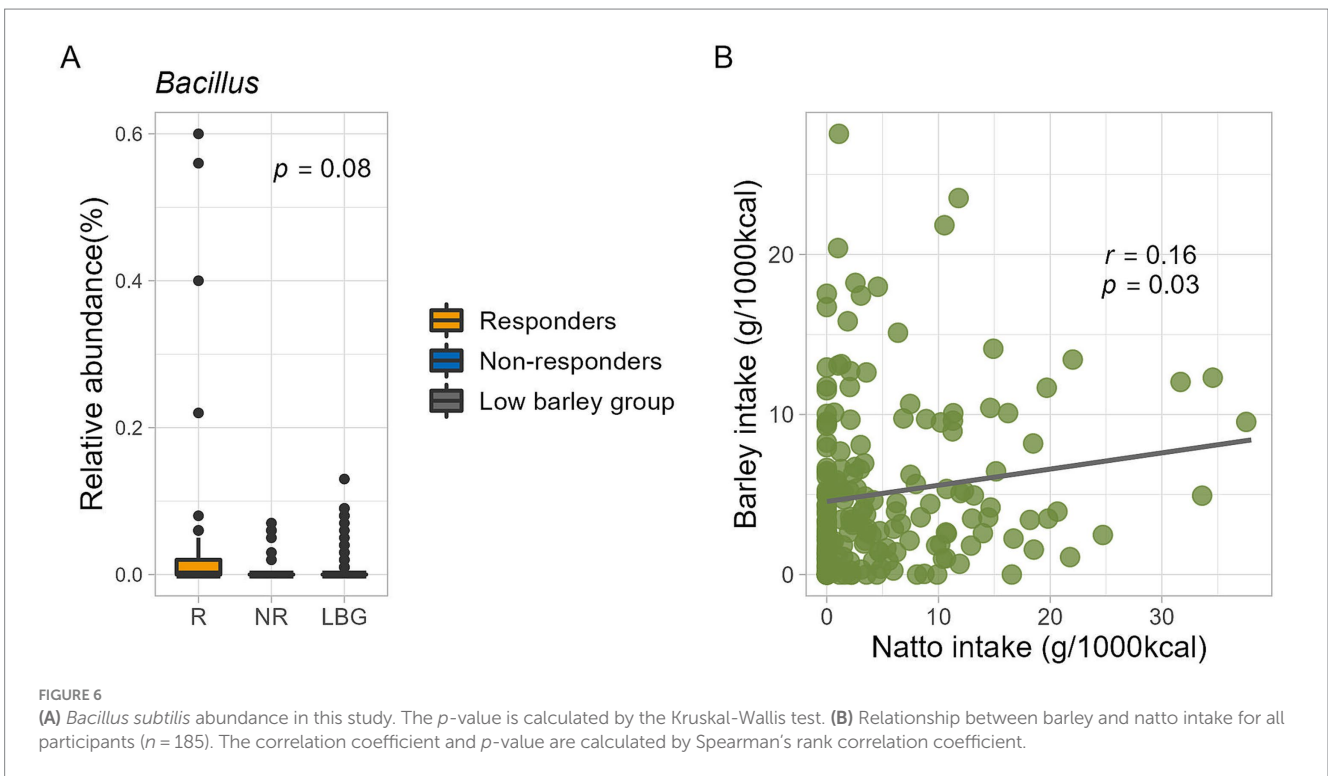 A
Bacillus
0.6
0.4
0.2
0.0
Relative abundance(%)
p = 0.08
R NR LBG
Responders
Non-responders
Low barley group
B
20
10
0
Barley intake (g/1000kcal)
r = 0.16
p = 0.03
0 10 20 30
Natto intake (g/1000kcal)
FIGURE 6
(A) Bacillus subtilis abundance in this study. The p-value is calculated by the Kruskal-Wallis test. (B) Relationship between barley and natto intake for all
participants (n = 185). The correlation coefficient and p-value are calculated by Spearman’s rank correlation coefficient.